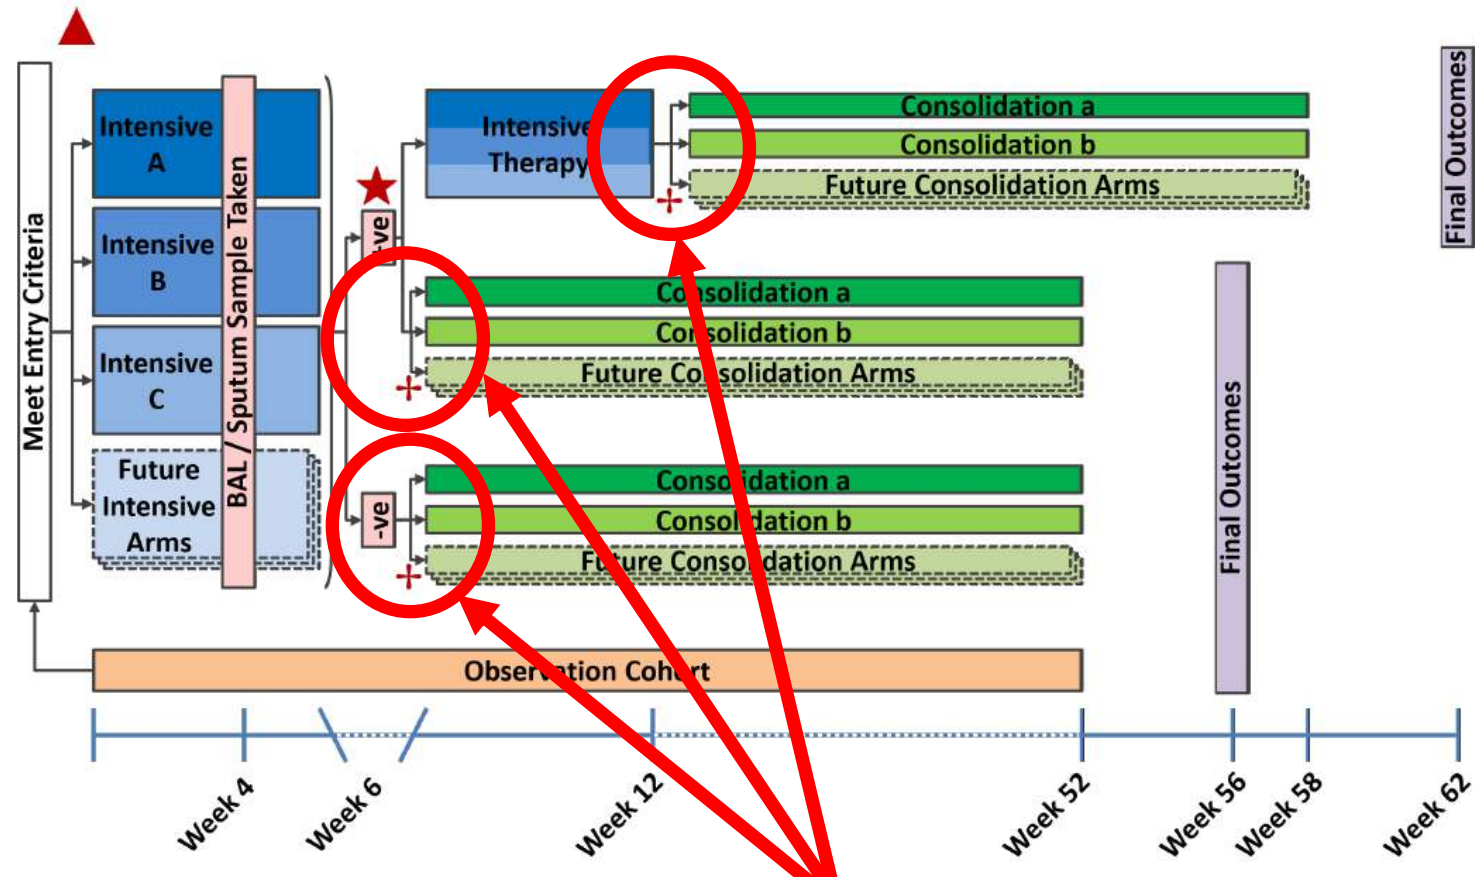 Meet Entry Criteria
Intensive
A
Intensive
B
Intensive
C
Future
Intensive
Arms
BAL / Sputum Sample Taken
+ve
-ve
Intensive
Therapy
Consolidation a
Consolidation b
Future Consolidation Arms
Consolidation a
Consolidation b
Future Consolidation Arms
Consolidation a
Consolidation b
Future Consolidation Arms
Final Outcomes
Final Outcomes
Observation Cohort
Week 4
Week 6
Week 12
Week 52
Week 56
Week 58
Week 62